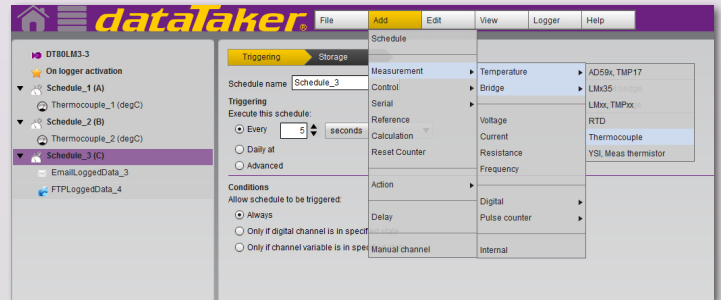 dataTaker®
File Add Edit View Logger Help
DT80LM3-3
On logger activation
Schedule_1 (A)
Thermocouple_1 (degC)
Schedule_2 (B)
Thermocouple_2 (degC)
Schedule_3 (C)
EmailLoggedData_3
FTPLoggedData_4
Triggering Storage
Schedule name Schedule_3
Triggering
Execute this schedule:
Every 5 seconds
Daily at
Advanced
Conditions
Allow schedule to be triggered:
Always
Only if digital channel is in specified state
Only if channel variable is in spe
Schedule
Measurement
Control
Serial
Reference
Calculation
Reset Counter
Action
Delay
Manual channel
Temperature
Bridge
Voltage
Current
Resistance
Frequency
Digital
Pulse counter
Internal
AD59x, TMP17
LMx35
LMxx, TMPxx
RTD
Thermocouple
YSI, Meas thermistor